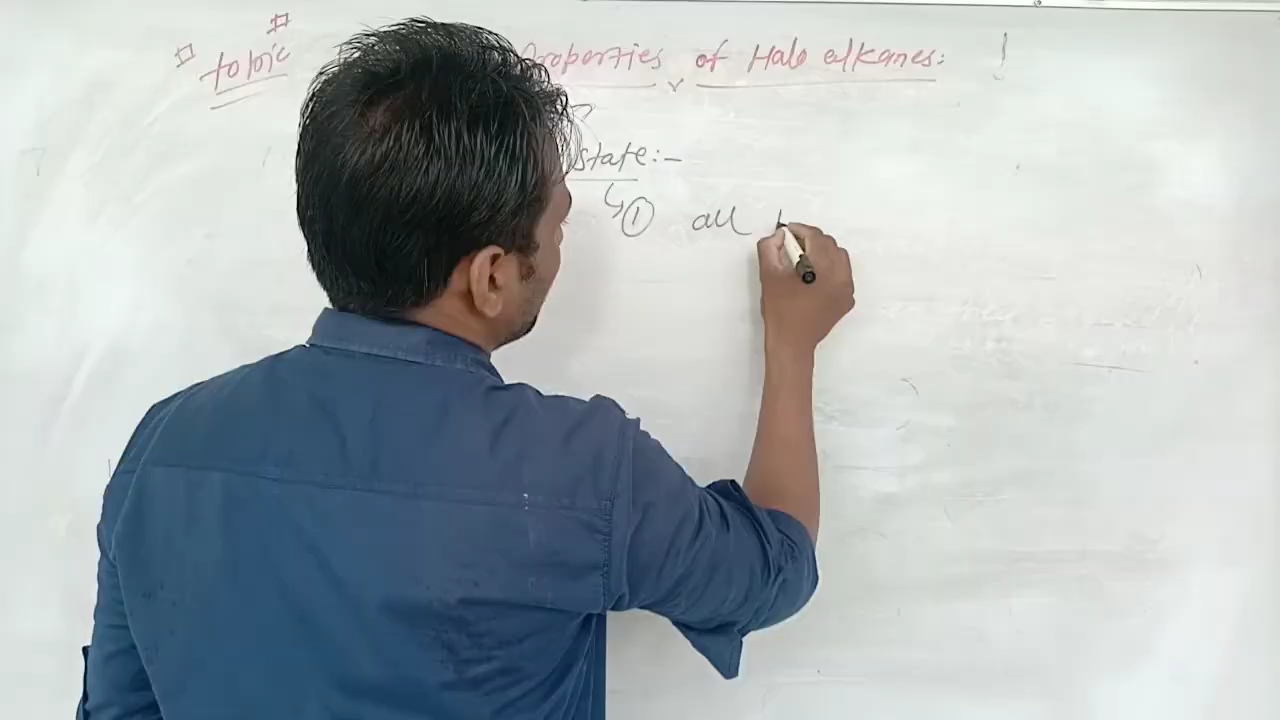 topic Properties of Halo alkanes:
state:-
① all